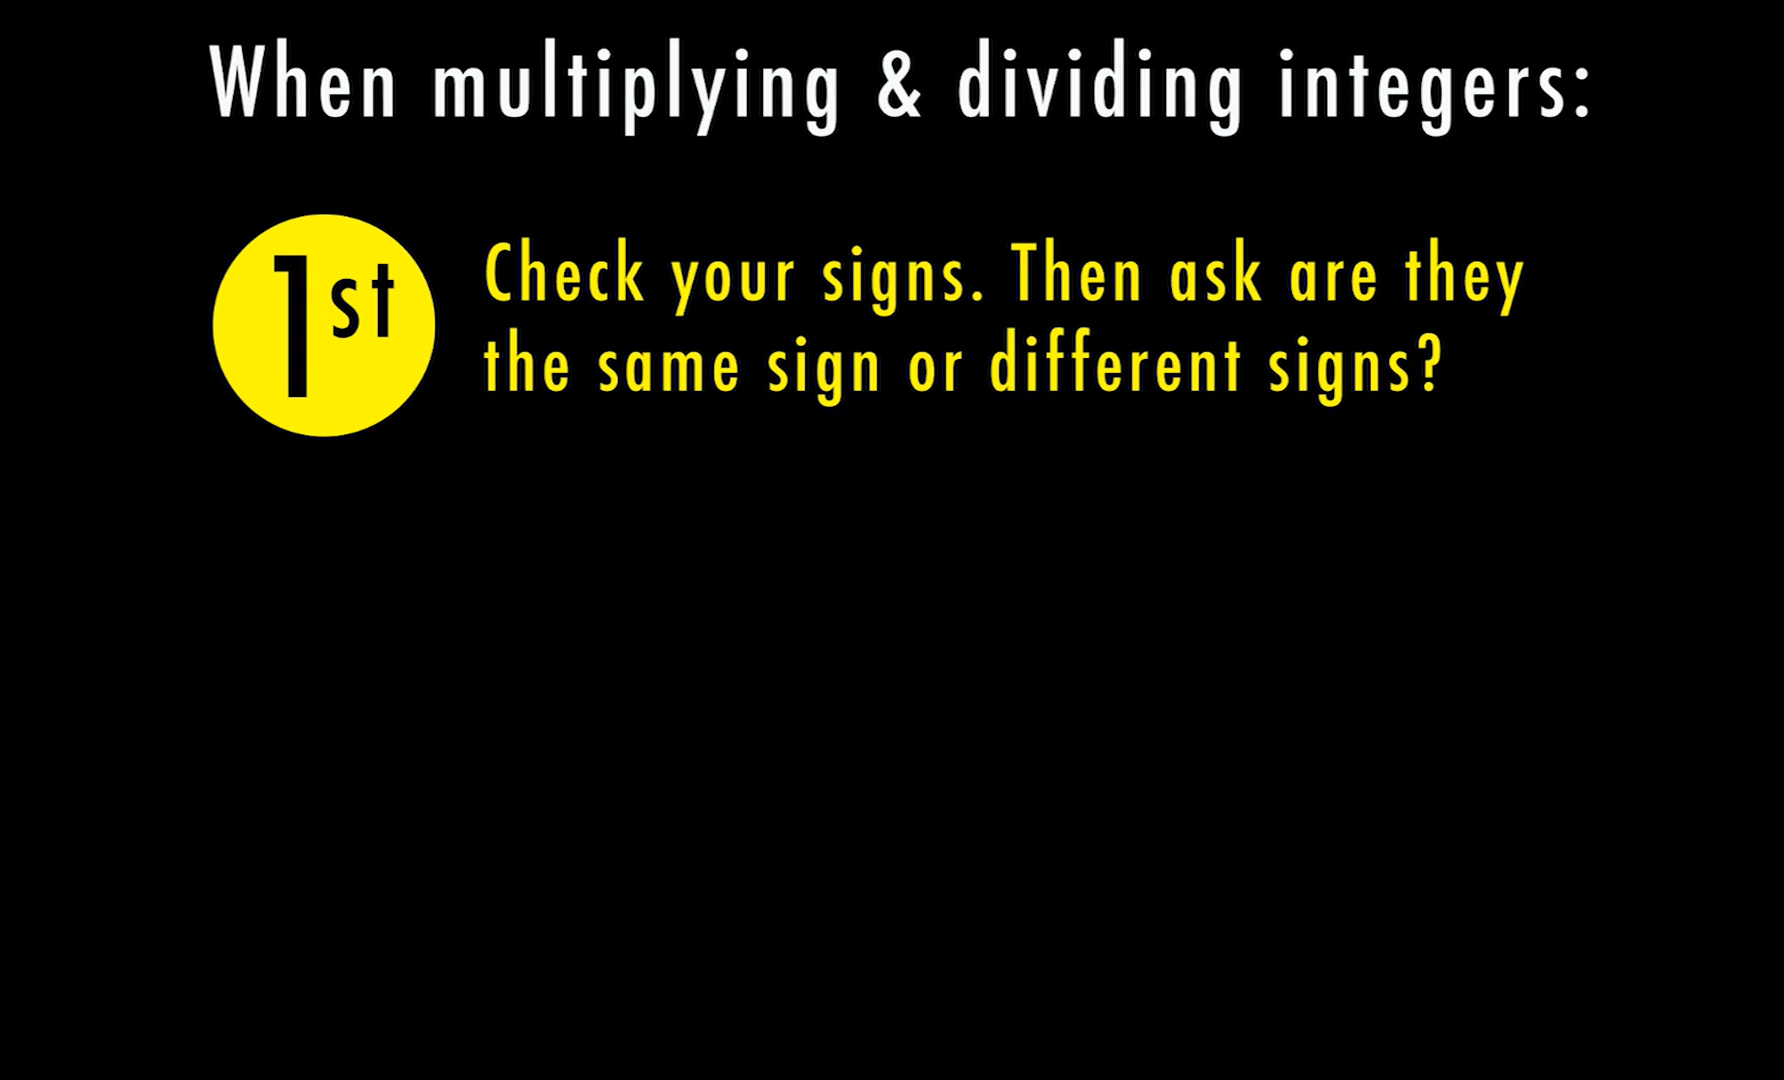 When multiplying & dividing integers:
1st
Check your signs. Then ask are they
the same sign or different signs?